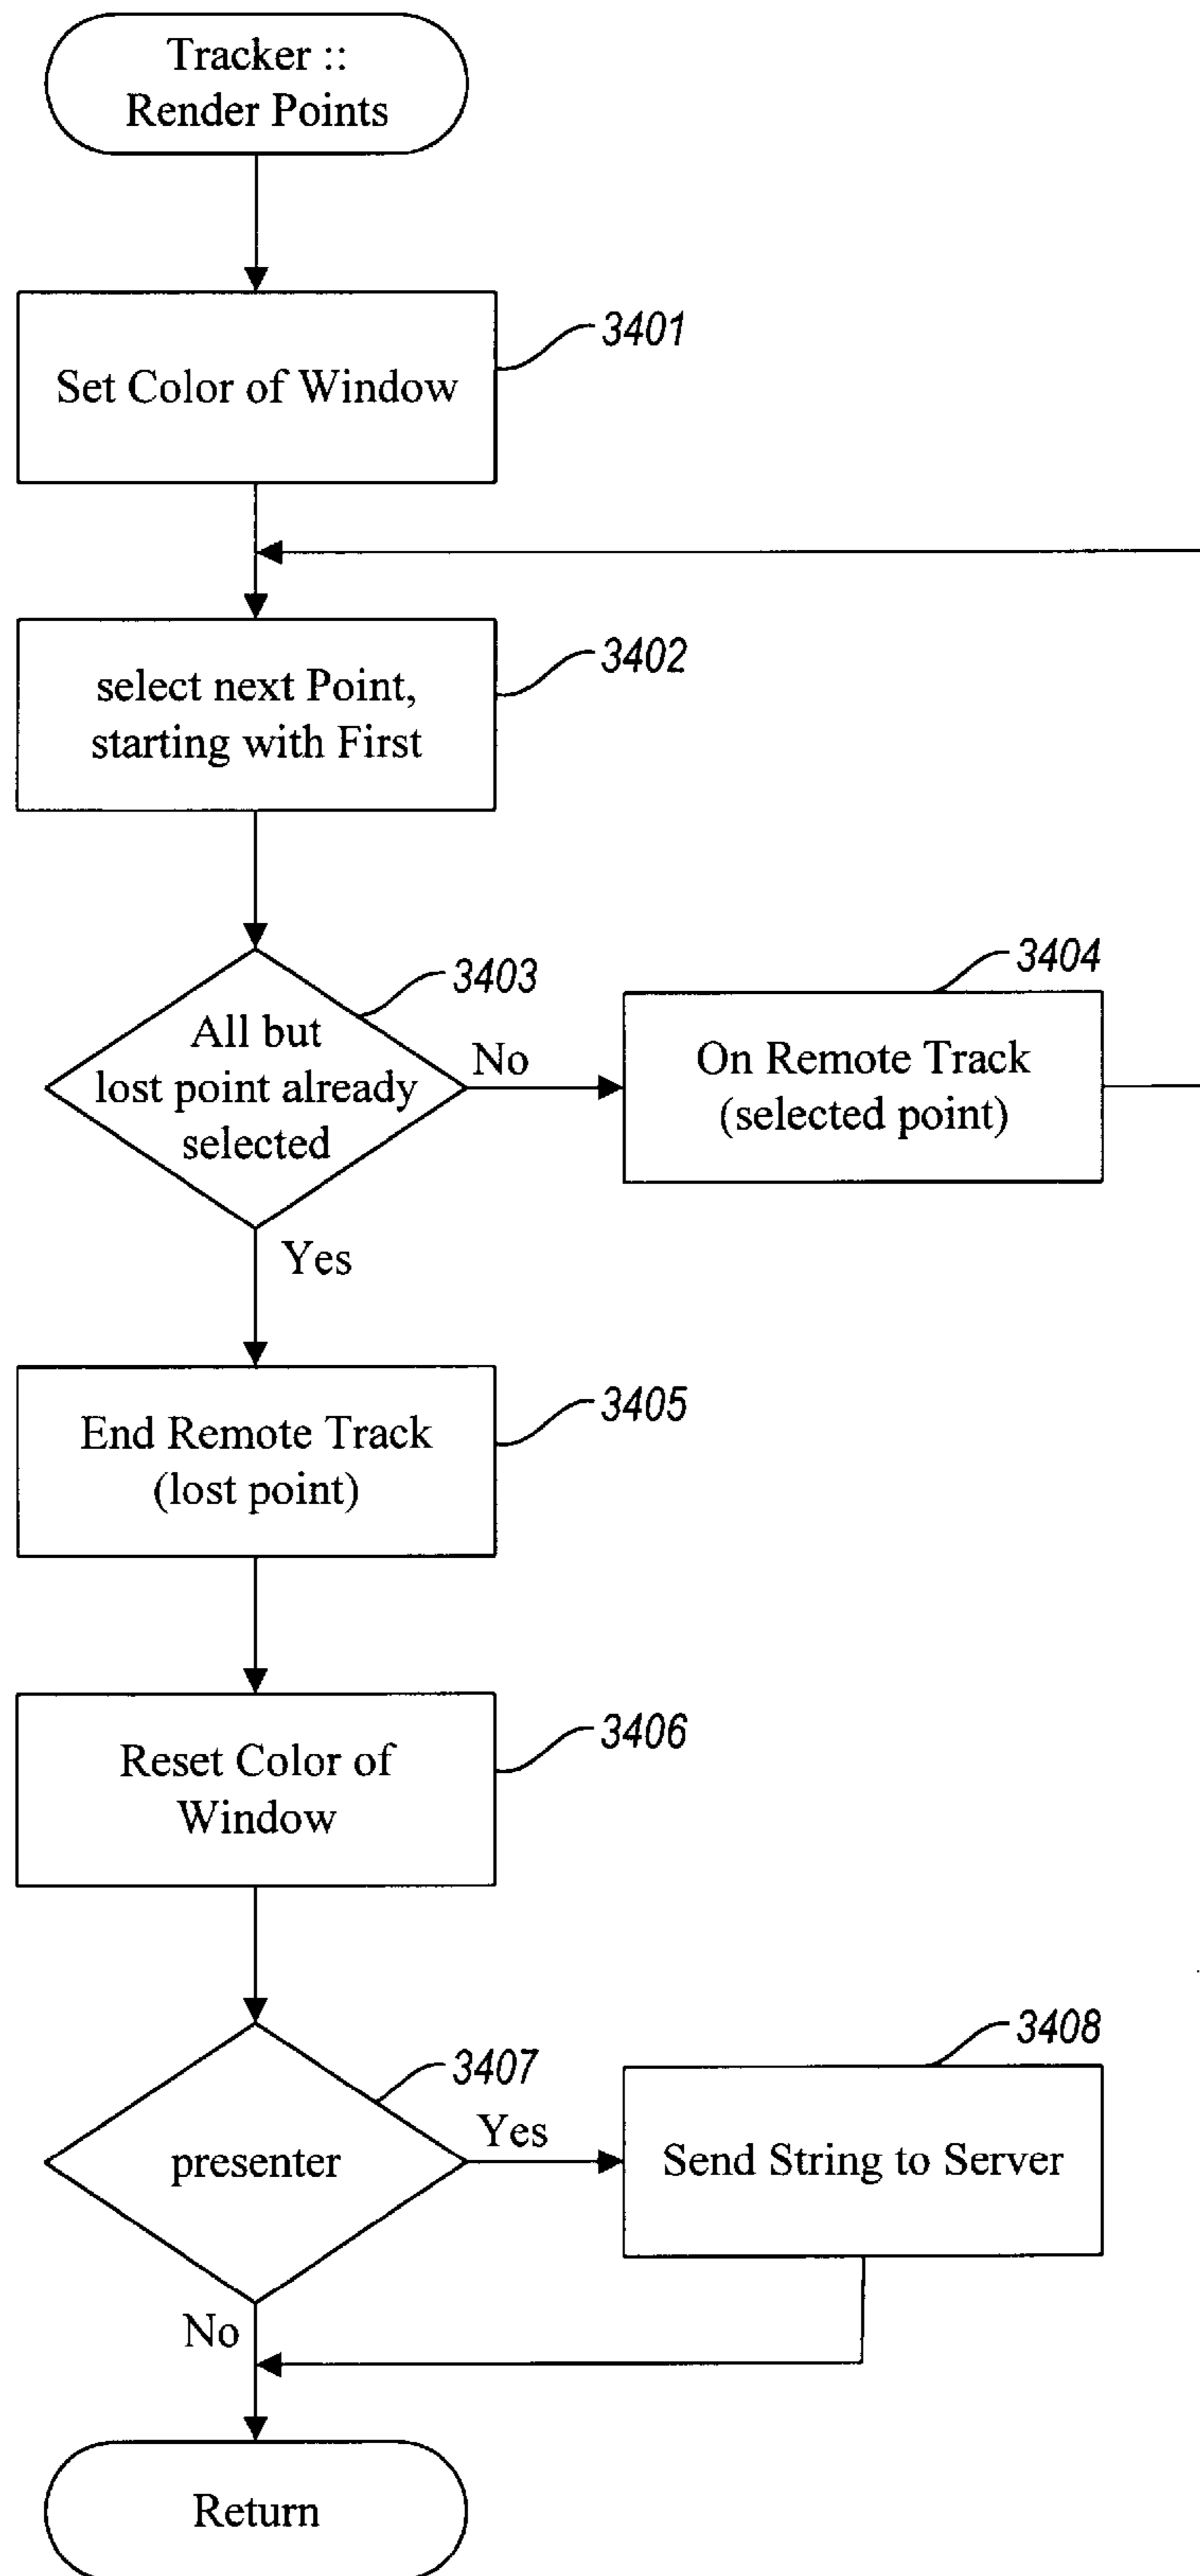 Tracker ::
Render Points
3401
Set Color of Window
3402
select next Point,
starting with First
3403
All but
lost point already
selected
No
3404
On Remote Track
(selected point)
Yes
3405
End Remote Track
(lost point)
3406
Reset Color of
Window
3407
presenter
Yes
3408
Send String to Server
No
Return